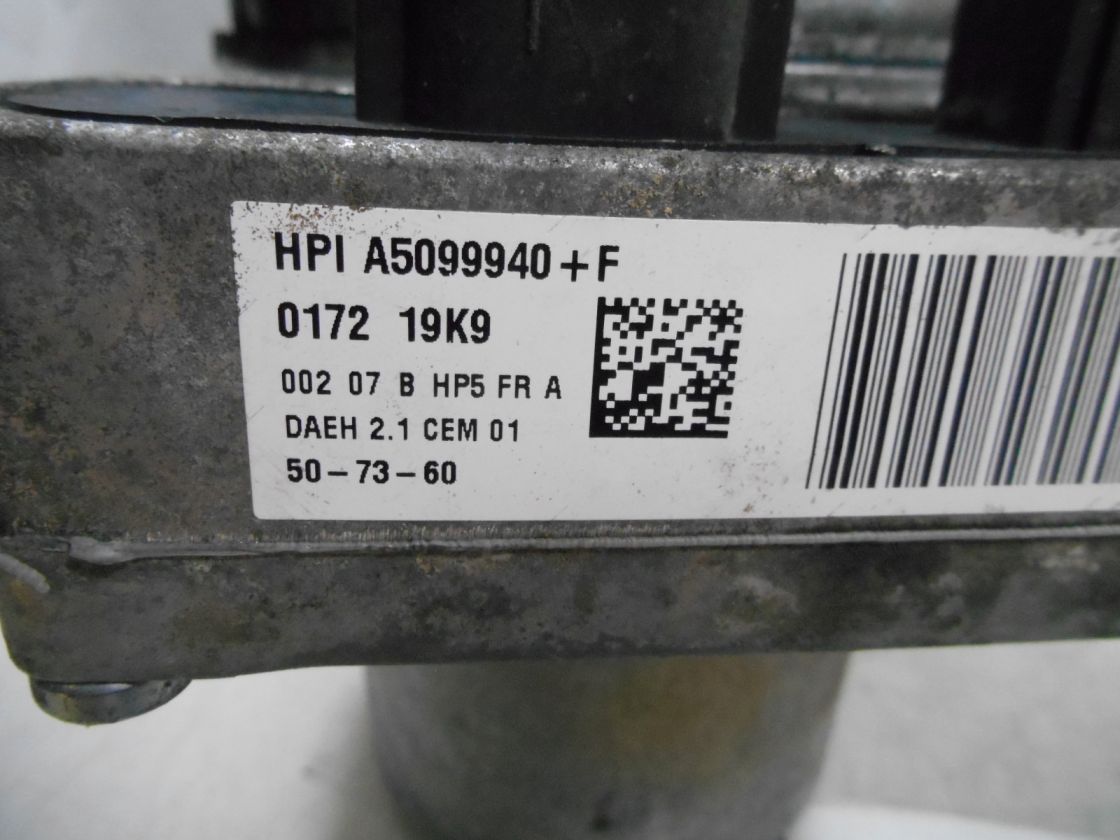 HPI A5099940+F
0172 19K9
002 07 B HP5 FR A
DAEH 2.1 CEM 01
50-73-60